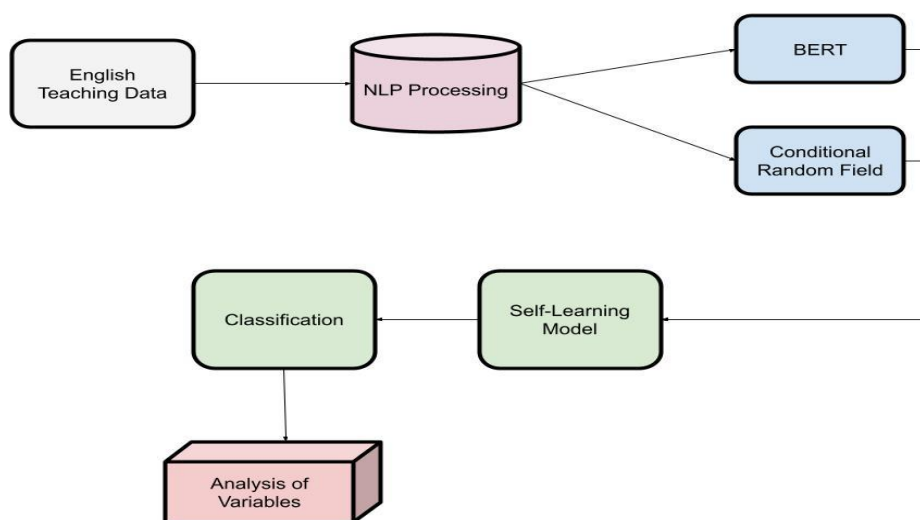 English
Teaching Data
NLP Processing
BERT
Conditional
Random Field
Self-Learning
Model
Classification
Analysis of
Variables